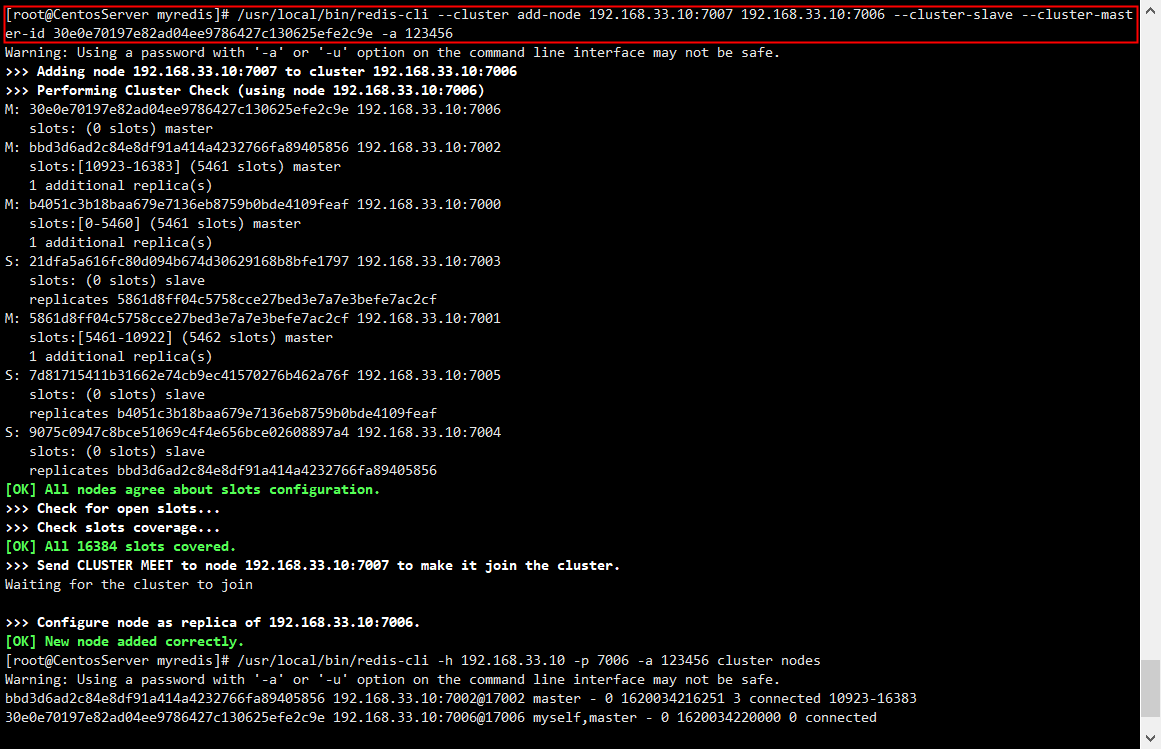 [root@CentosServer myredis]# /usr/local/bin/redis-cli --cluster add-node 192.168.33.10:7007 192.168.33.10:7006 --cluster-slave --cluster-mast
er-id 30e0e70197e82ad04ee9786427c130625efe2c9e -a 123456
Warning: Using a password with '-a' or '-u' option on the command line interface may not be safe.
>>> Adding node 192.168.33.10:7007 to cluster 192.168.33.10:7006
>>> Performing Cluster Check (using node 192.168.33.10:7006)
M: 30e0e70197e82ad04ee9786427c130625efe2c9e 192.168.33.10:7006
   slots: (0 slots) master
M: bbd3d6ad2c84e8df91a414a4232766fa89405856 192.168.33.10:7002
   slots:[10923-16383] (5461 slots) master
   1 additional replica(s)
M: b4051c3b18baa679e7136eb8759b0bde4109feaf 192.168.33.10:7000
   slots:[0-5460] (5461 slots) master
   1 additional replica(s)
S: 21dfa5a616fc80d094b674d30629168b8bfe1797 192.168.33.10:7003
   slots: (0 slots) slave
   replicates 5861d8ff04c5758cce27bed3e7a7e3befe7ac2cf
M: 5861d8ff04c5758cce27bed3e7a7e3befe7ac2cf 192.168.33.10:7001
   slots:[5461-10922] (5462 slots) master
   1 additional replica(s)
S: 7d81715411b31662e74cb9ec41570276b462a76f 192.168.33.10:7005
   slots: (0 slots) slave
   replicates b4051c3b18baa679e7136eb8759b0bde4109feaf
S: 9075c0947c8bce51069c4f4e656bce02608897a4 192.168.33.10:7004
   slots: (0 slots) slave
   replicates bbd3d6ad2c84e8df91a414a4232766fa89405856
[OK] All nodes agree about slots configuration.
>>> Check for open slots...
>>> Check slots coverage...
[OK] All 16384 slots covered.
>>> Send CLUSTER MEET to node 192.168.33.10:7007 to make it join the cluster.
Waiting for the cluster to join
>>> Configure node as replica of 192.168.33.10:7006.
[OK] New node added correctly.
[root@CentosServer myredis]# /usr/local/bin/redis-cli -h 192.168.33.10 -p 7006 -a 123456 cluster nodes
Warning: Using a password with '-a' or '-u' option on the command line interface may not be safe.
bbd3d6ad2c84e8df91a414a4232766fa89405856 192.168.33.10:7002@17002 master - 0 1620034216251 3 connected 10923-16383
30e0e70197e82ad04ee9786427c130625efe2c9e 192.168.33.10:7006@17006 myself,master - 0 1620034220000 0 connected